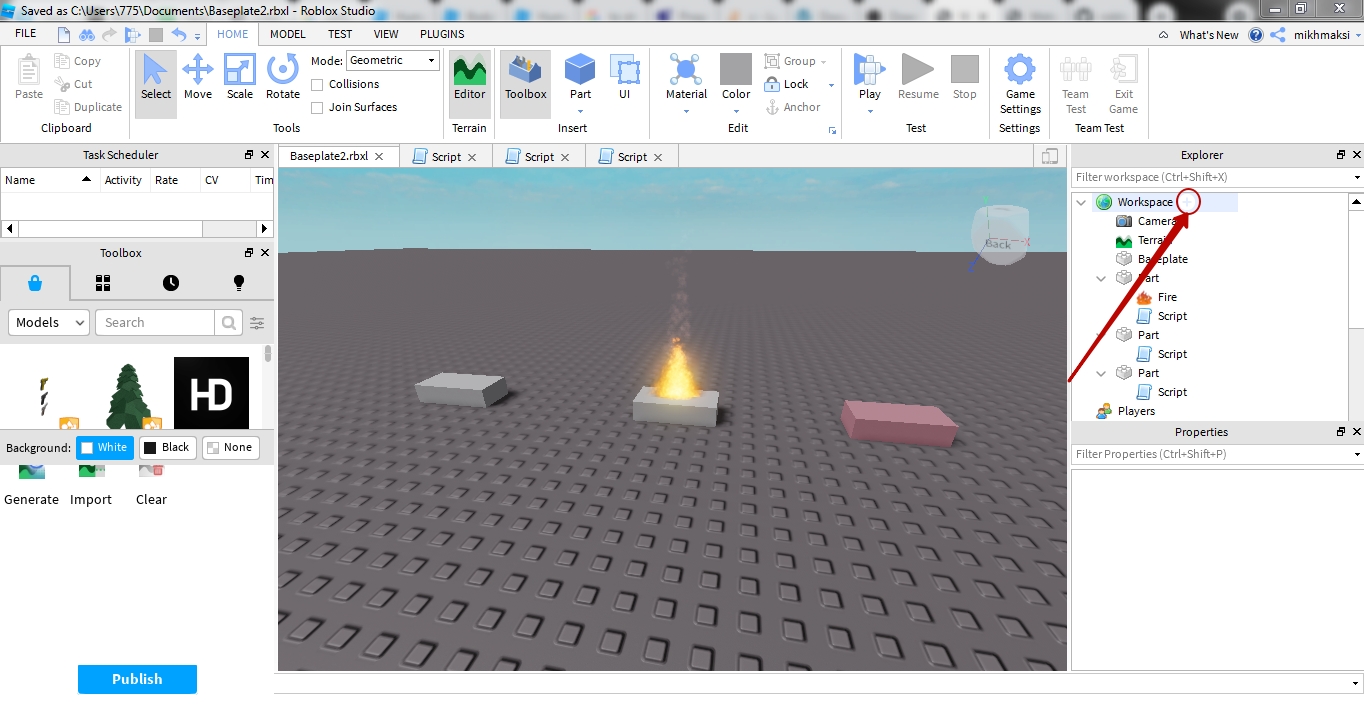 Saved as C:\Users\775\Documents\Baseplate2.rbxl - Roblox Studio
FILE HOME MODEL TEST VIEW PLUGINS What's New mikhmaksi
Paste Copy Cut Duplicate
Clipboard
Select Move Scale Rotate
Mode: Geometric
Collisions
Join Surfaces
Tools
Editor
Terrain
Toolbox Part UI
Insert
Material Color Group Lock Anchor
Edit
Play Resume Stop
Test
Game Settings
Settings
Team Test Exit Game
Team Test
Task Scheduler
Name Activity Rate CV Tim
Toolbox
Models Search
HD
Background: White Black None
Generate Import Clear
Publish
Baseplate2.rbxl Script Script Script
Back
X
Explorer
Filter workspace (Ctrl+Shift+X)
Workspace
Camera
Terrain
Baseplate
Part
Fire
Script
Part
Script
Part
Script
Players
Properties
Filter Properties (Ctrl+Shift+P)